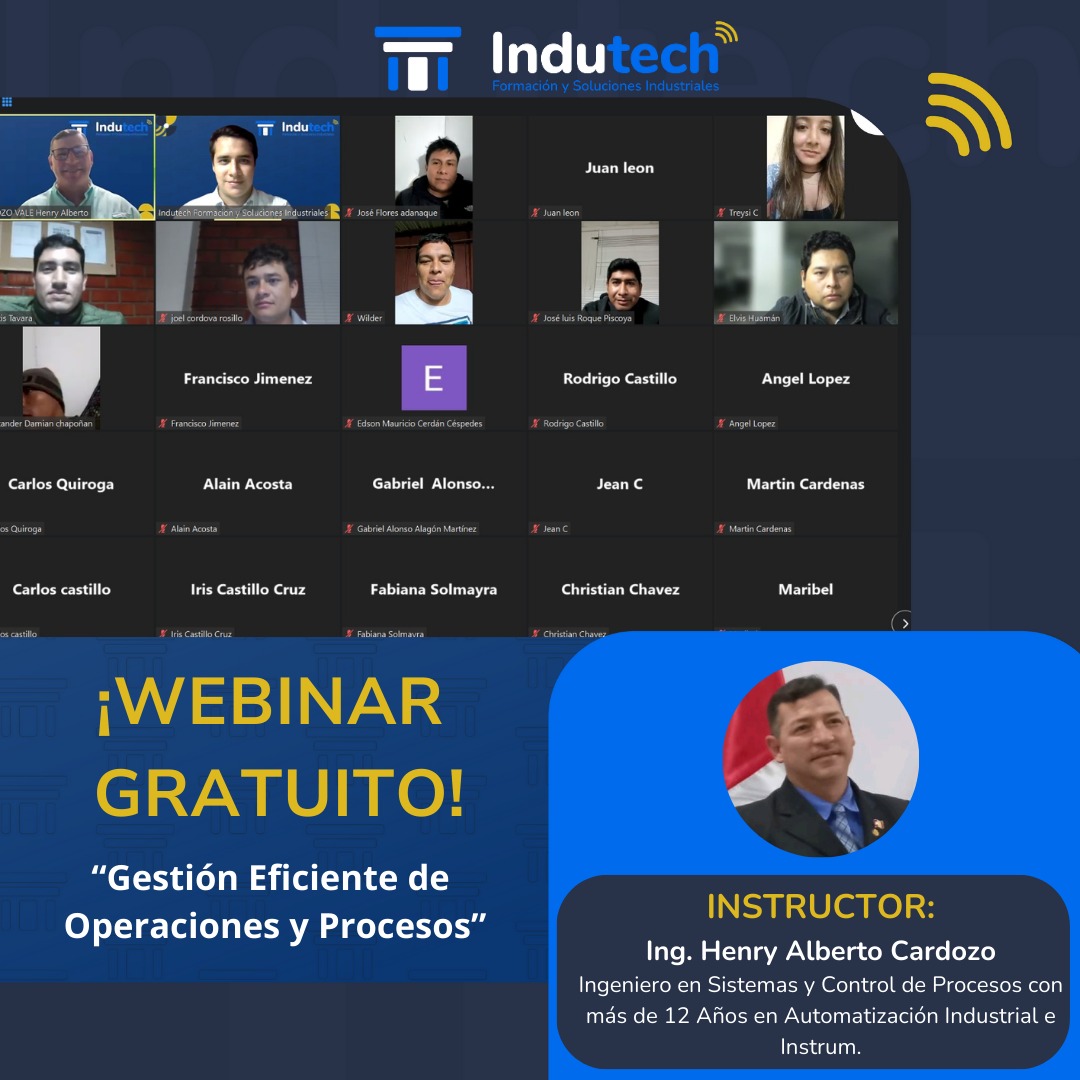 Indutech
Formación y Soluciones Industriales
Indutech
Indutech
OZO VALE Henry Alberto
Indutech Formación y Soluciones Industriales
José Flores adanaque
Juan leon
Juan leon
Treysi C
is Tavara
joel cordova rosillo
Wilder
José luis Roque Piscoya
Elvis Huamán
ander Damian chapoñan
Francisco Jimenez
Francisco Jimenez
E
Edson Mauricio Cerdán Céspedes
Rodrigo Castillo
Rodrigo Castillo
Angel Lopez
Angel Lopez
Carlos Quiroga
os Quiroga
Alain Acosta
Alain Acosta
Gabriel Alonso...
Gabriel Alonso Alagón Martínez
Jean C
Jean C
Martin Cardenas
Martin Cardenas
Carlos castillo
os castillo
Iris Castillo Cruz
Iris Castillo Cruz
Fabiana Solmayra
Fabiana Solmayra
Christian Chavez
Christian Chavez
Maribel
¡WEBINAR
GRATUITO!
“Gestión Eficiente de
Operaciones y Procesos”
INSTRUCTOR:
Ing. Henry Alberto Cardozo
Ingeniero en Sistemas y Control de Procesos con
más de 12 Años en Automatización Industrial e
Instrum.